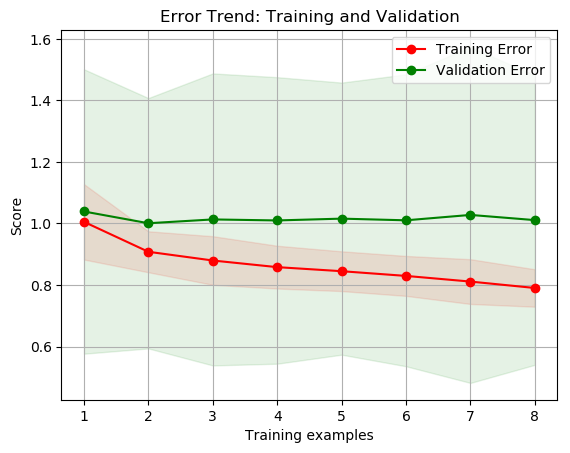 Error Trend: Training and Validation
Training Error
Validation Error
Score
1.6
1.4
1.2
1.0
0.8
0.6
1 2 3 4 5 6 7 8
Training examples